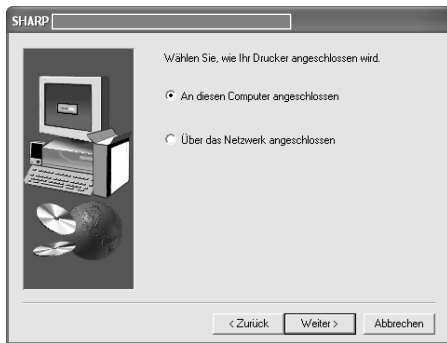 SHARP
Wählen Sie, wie Ihr Drucker angeschlossen wird.
An diesen Computer angeschlossen
Über das Netzwerk angeschlossen
< Zurück
Weiter >
Abbrechen